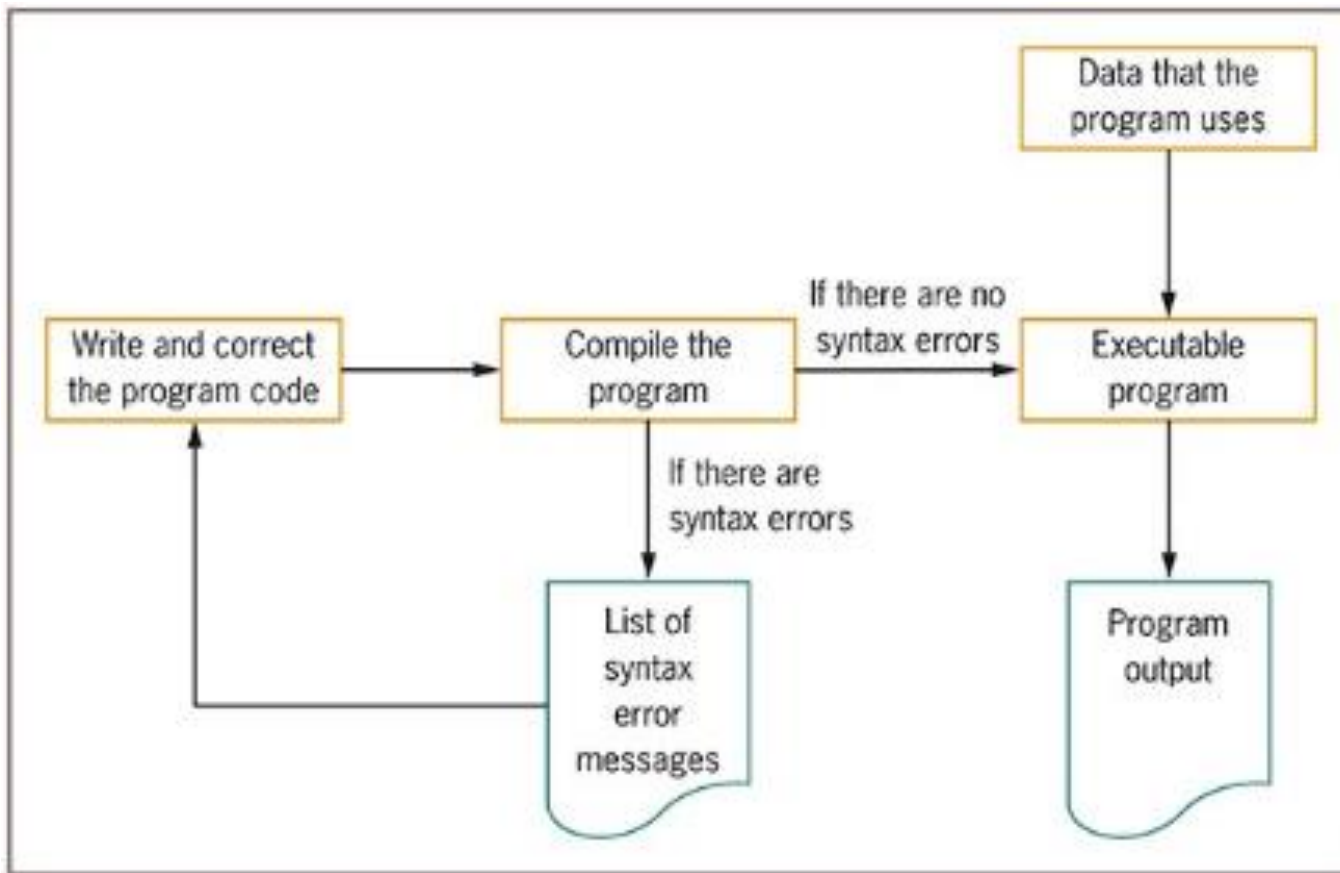 Data that the
program uses
If there are no
syntax errors
Write and correct
the program code
Compile the
program
Executable
program
If there are
syntax errors
List of
syntax
error
messages
Program
output